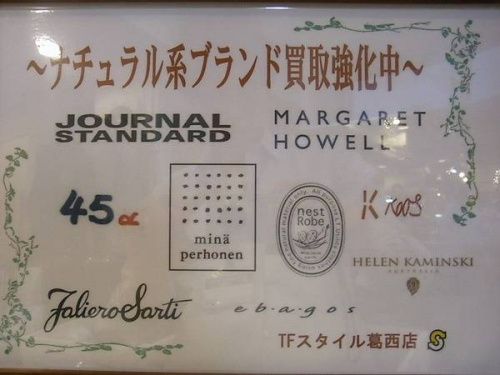 ～ナチュラル系ブランド買取強化中～
JOURNAL STANDARD
MARGARET HOWELL
45R
minä perhonen
nest Robe
HELEN KAMINSKI
AUSTRALIA
Faliero Sarti
ebagos
TFスタイル葛西店 S